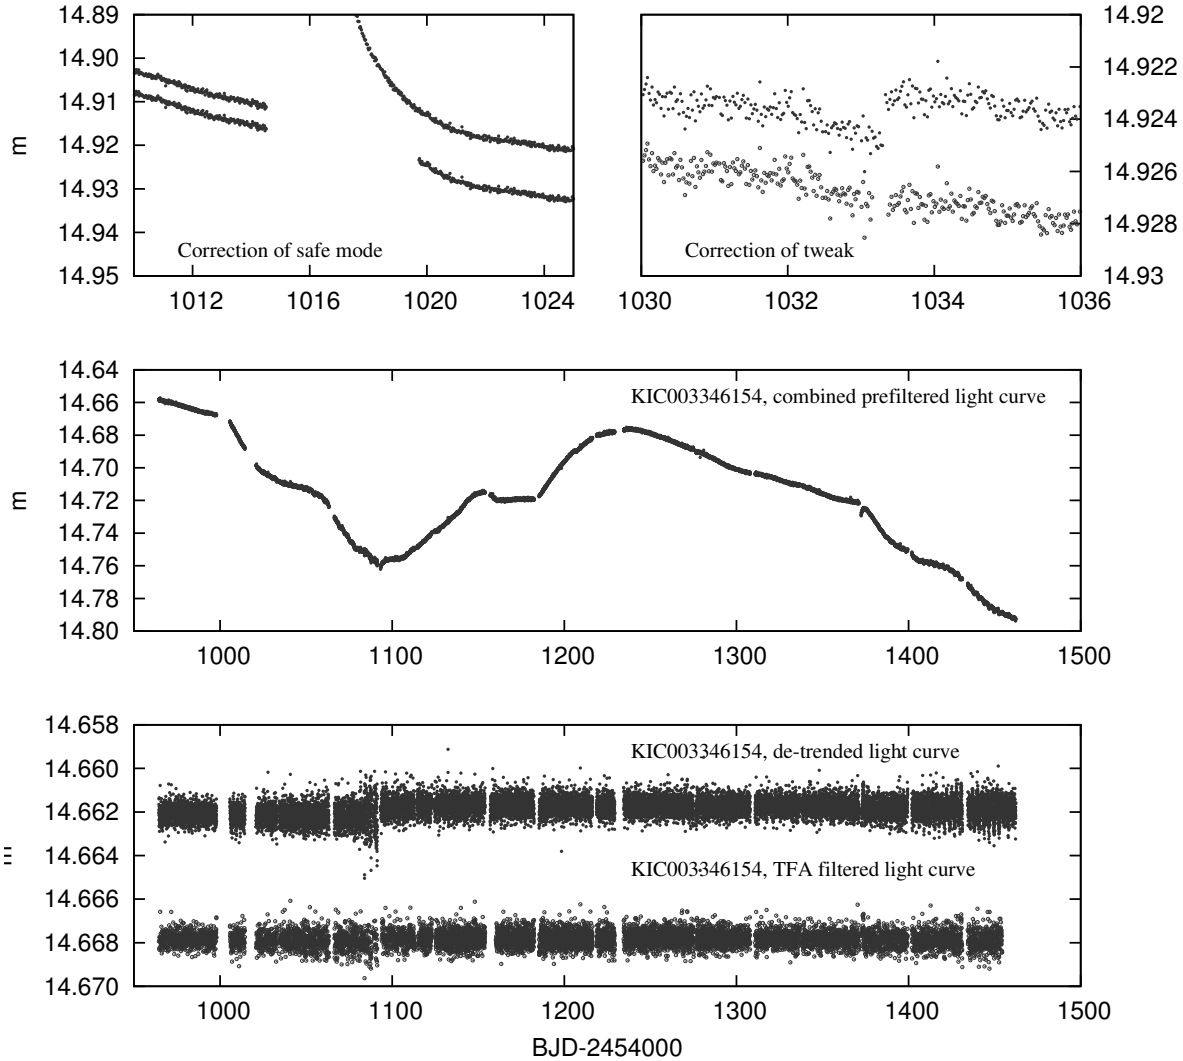 14.89
14.90
14.91
14.92
14.93
14.94
14.95
m
Correction of safe mode
1012 1016 1020 1024
14.92
14.922
14.924
14.926
14.928
14.93
Correction of tweak
1030 1032 1034 1036
14.64
14.66
14.68
14.70
14.72
14.74
14.76
14.78
14.80
m
KIC003346154, combined prefiltered light curve
1000 1100 1200 1300 1400 1500
14.658
14.660
14.662
14.664
14.666
14.668
14.670
m
KIC003346154, de-trended light curve
KIC003346154, TFA filtered light curve
1000 1100 1200 1300 1400 1500
BJD-2454000